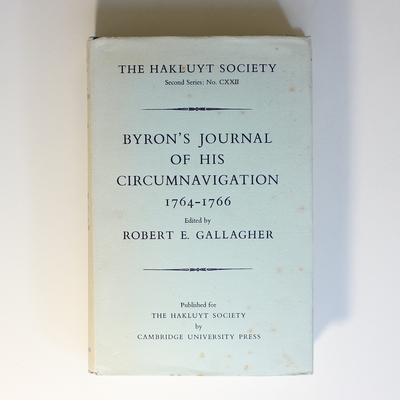 THE HAKLUYT SOCIETY
Second Series: No. CXXII
BYRON'S JOURNAL
OF HIS
CIRCUMNAVIGATION
1764-1766
Edited by
ROBERT E. GALLAGHER
Published for
THE HAKLUYT SOCIETY
by
CAMBRIDGE UNIVERSITY PRESS